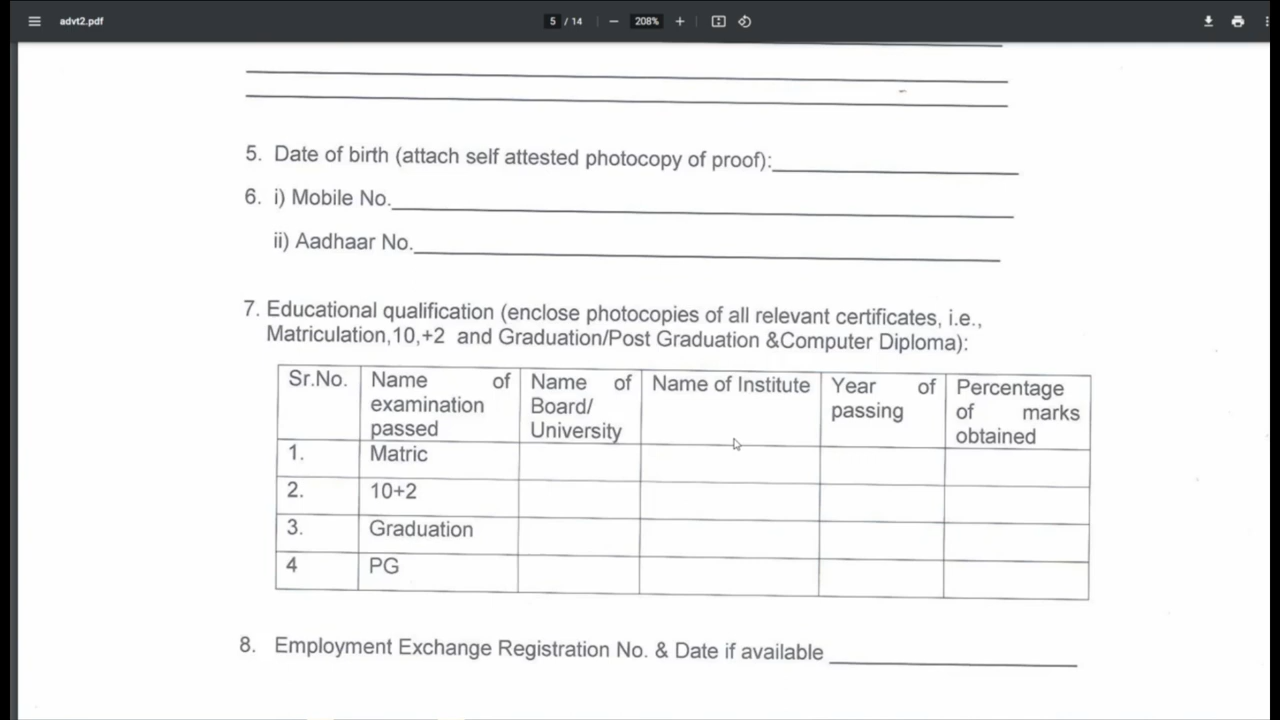 advt2.pdf
5 / 14
208%
5. Date of birth (attach self attested photocopy of proof):
6. i) Mobile No.
ii) Aadhaar No.
7. Educational qualification (enclose photocopies of all relevant certificates, i.e.,
Matriculation,10,+2 and Graduation/Post Graduation &Computer Diploma):
Sr.No. Name of examination passed Name of Board/ University Name of Institute Year of passing Percentage of marks obtained
1. Matric
2. 10+2
3. Graduation
4 PG
8. Employment Exchange Registration No. & Date if available